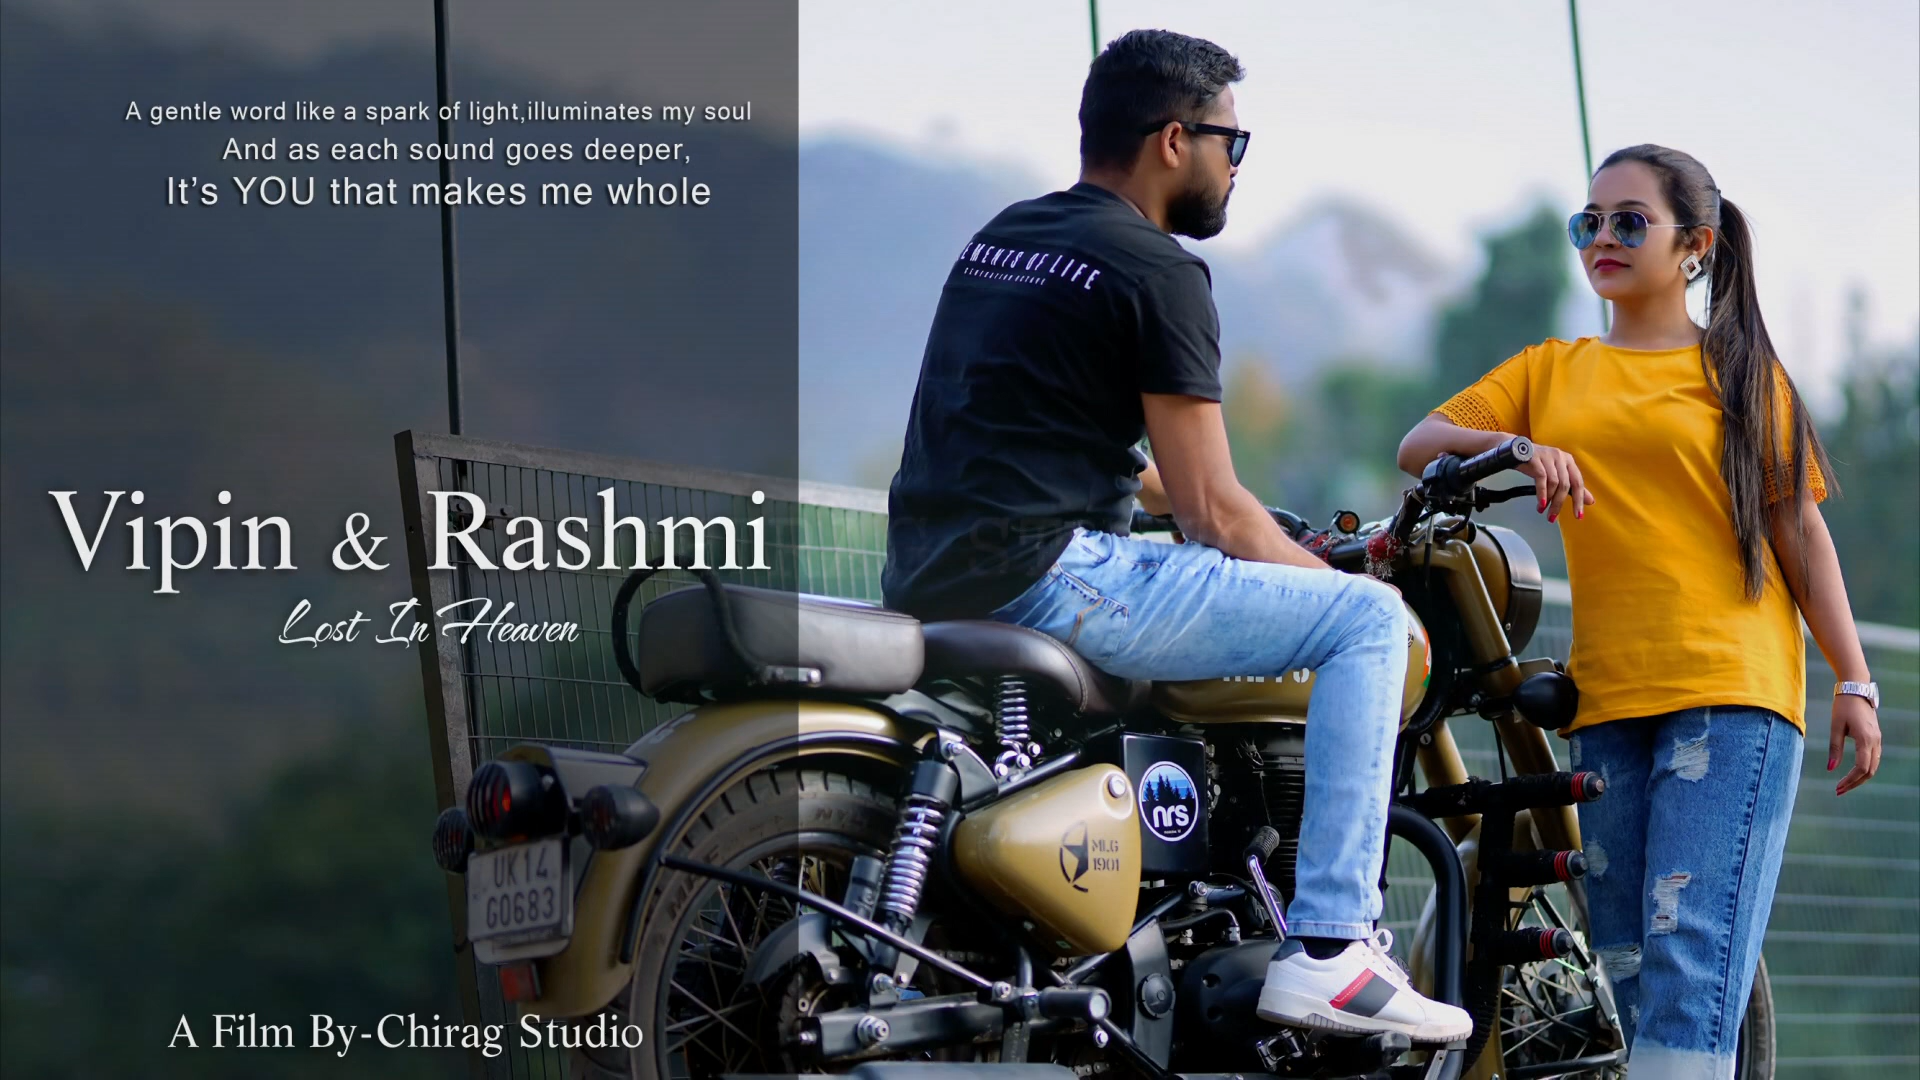 A gentle word like a spark of light,illuminates my soul
And as each sound goes deeper,
It's YOU that makes me whole
Vipin & Rashmi
Lost In Heaven
A Film By-Chirag Studio
EMENTS OF LIFE
GENERATION OCTAVE
nrs
MLG
1901
UK14
G0683